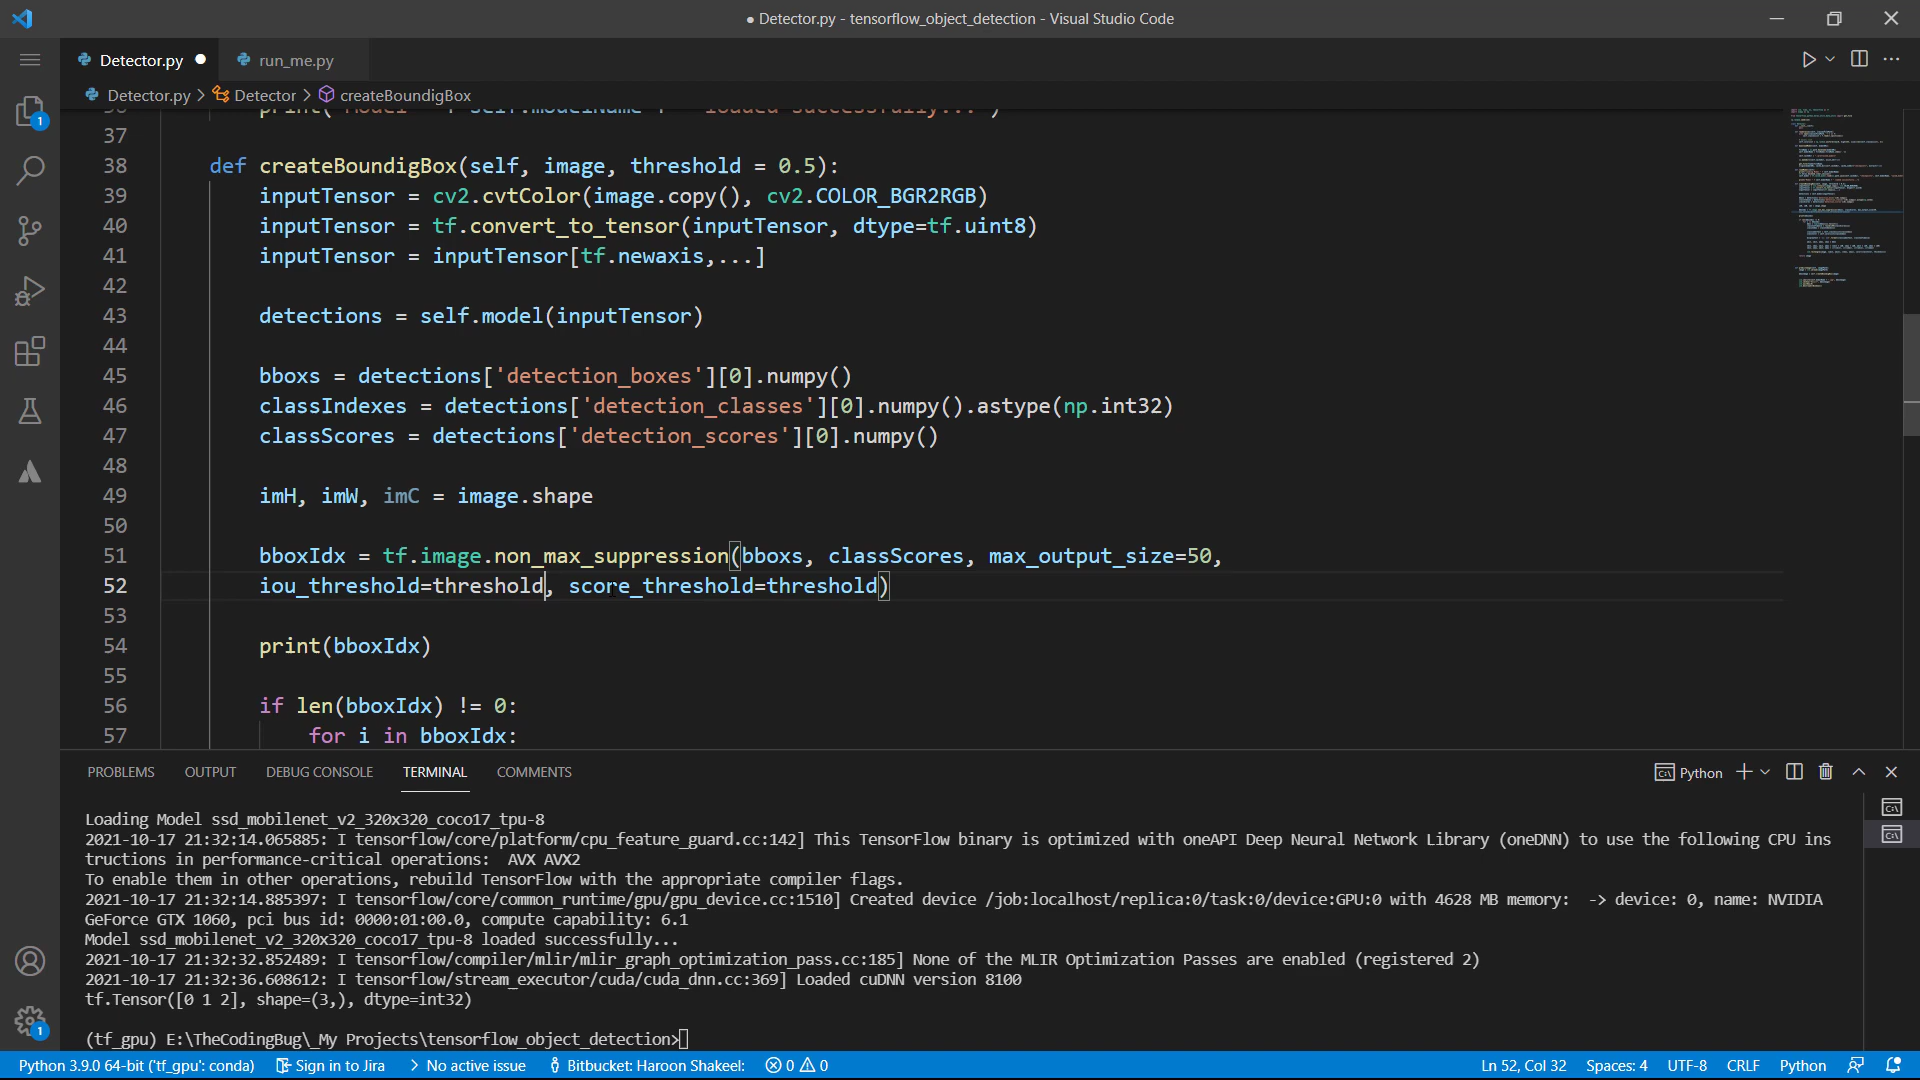 ● Detector.py - tensorflow_object_detection - Visual Studio Code
Detector.py ● run_me.py
Detector.py > Detector > createBoundigBox
37
38 def createBoundigBox(self, image, threshold = 0.5):
39 inputTensor = cv2.cvtColor(image.copy(), cv2.COLOR_BGR2RGB)
40 inputTensor = tf.convert_to_tensor(inputTensor, dtype=tf.uint8)
41 inputTensor = inputTensor[tf.newaxis,...]
42
43 detections = self.model(inputTensor)
44
45 bboxs = detections['detection_boxes'][0].numpy()
46 classIndexes = detections['detection_classes'][0].numpy().astype(np.int32)
47 classScores = detections['detection_scores'][0].numpy()
48
49 imH, imW, imC = image.shape
50
51 bboxIdx = tf.image.non_max_suppression(bboxs, classScores, max_output_size=50,
52 iou_threshold=threshold, score_threshold=threshold)
53
54 print(bboxIdx)
55
56 if len(bboxIdx) != 0:
57 for i in bboxIdx:
PROBLEMS OUTPUT DEBUG CONSOLE TERMINAL COMMENTS Python
Loading Model ssd_mobilenet_v2_320x320_coco17_tpu-8
2021-10-17 21:32:14.065885: I tensorflow/core/platform/cpu_feature_guard.cc:142] This TensorFlow binary is optimized with oneAPI Deep Neural Network Library (oneDNN) to use the following CPU ins
tructions in performance-critical operations:  AVX AVX2
To enable them in other operations, rebuild TensorFlow with the appropriate compiler flags.
2021-10-17 21:32:14.885397: I tensorflow/core/common_runtime/gpu/gpu_device.cc:1510] Created device /job:localhost/replica:0/task:0/device:GPU:0 with 4628 MB memory:  -> device: 0, name: NVIDIA
GeForce GTX 1060, pci bus id: 0000:01:00.0, compute capability: 6.1
Model ssd_mobilenet_v2_320x320_coco17_tpu-8 loaded successfully...
2021-10-17 21:32:32.852489: I tensorflow/compiler/mlir/mlir_graph_optimization_pass.cc:185] None of the MLIR Optimization Passes are enabled (registered 2)
2021-10-17 21:32:36.608612: I tensorflow/stream_executor/cuda/cuda_dnn.cc:369] Loaded cuDNN version 8100
tf.Tensor([0 1 2], shape=(3,), dtype=int32)
(tf_gpu) E:\TheCodingBug\_My Projects\tensorflow_object_detection>
Python 3.9.0 64-bit ('tf_gpu': conda) Sign in to Jira > No active issue Bitbucket: Haroon Shakeel: 0 0 Ln 52, Col 32 Spaces: 4 UTF-8 CRLF Python